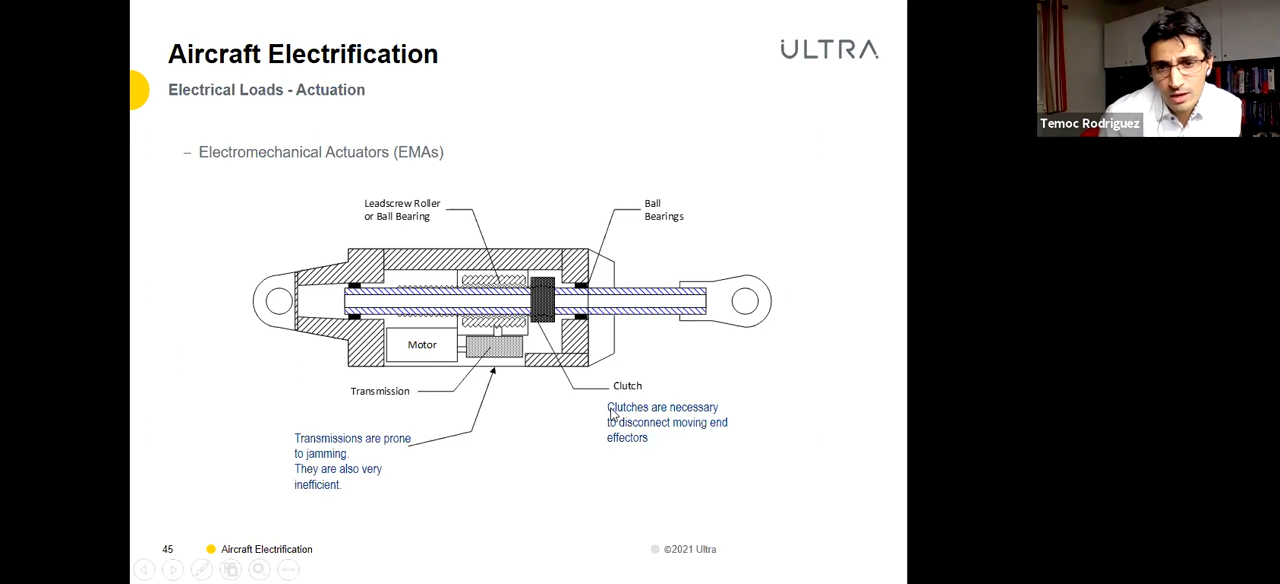 Aircraft Electrification
ULTRA
Electrical Loads - Actuation
Temoc Rodriguez
– Electromechanical Actuators (EMAs)
Leadscrew Roller
or Ball Bearing
Ball
Bearings
Motor
Transmission
Clutch
Clutches are necessary
to disconnect moving end
effectors
Transmissions are prone
to jamming.
They are also very
inefficient.
45
Aircraft Electrification
©2021 Ultra